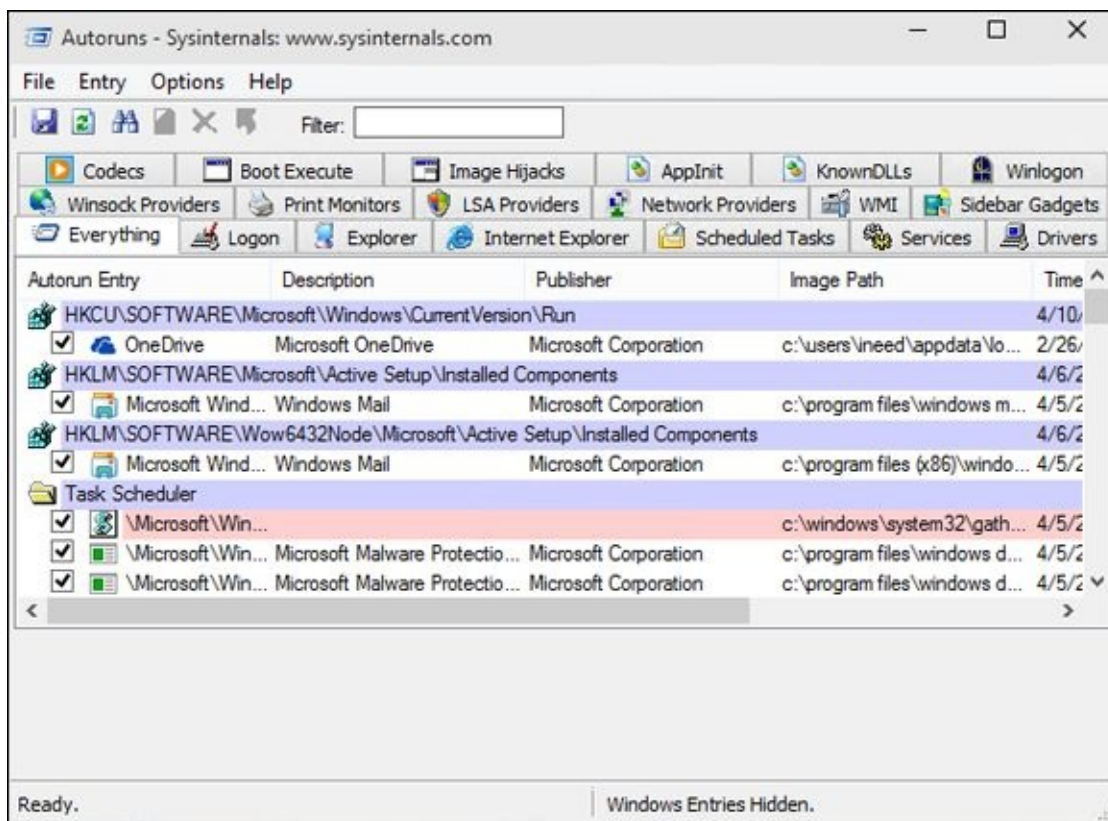 Autoruns - Sysinternals: www.sysinternals.com
File Entry Options Help
Filter:
Codecs Boot Execute Image Hijacks AppInit KnownDLLs Winlogon
Winsock Providers Print Monitors LSA Providers Network Providers WMI Sidebar Gadgets
Everything Logon Explorer Internet Explorer Scheduled Tasks Services Drivers
Autorun Entry Description Publisher Image Path Time
HKCU\SOFTWARE\Microsoft\Windows\CurrentVersion\Run 4/10/
OneDrive Microsoft OneDrive Microsoft Corporation c:\users\ineed\appdata\lo... 2/26/
HKLM\SOFTWARE\Microsoft\Active Setup\Installed Components 4/6/2
Microsoft Wind... Windows Mail Microsoft Corporation c:\program files\windows m... 4/5/2
HKLM\SOFTWARE\Wow6432Node\Microsoft\Active Setup\Installed Components 4/6/2
Microsoft Wind... Windows Mail Microsoft Corporation c:\program files (x86)\windo... 4/5/2
Task Scheduler
\Microsoft\Win... c:\windows\system32\gath... 4/5/2
\Microsoft\Win... Microsoft Malware Protectio... Microsoft Corporation c:\program files\windows d... 4/5/2
\Microsoft\Win... Microsoft Malware Protectio... Microsoft Corporation c:\program files\windows d... 4/5/2
Ready. Windows Entries Hidden.